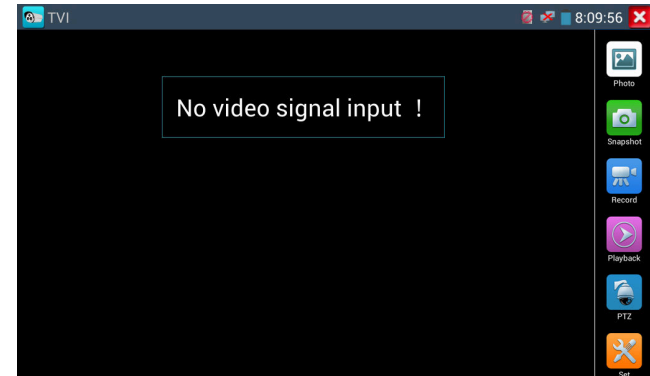 TVI
8:09:56
No video signal input !
Photo
Snapshot
Record
Playback
PTZ
Set